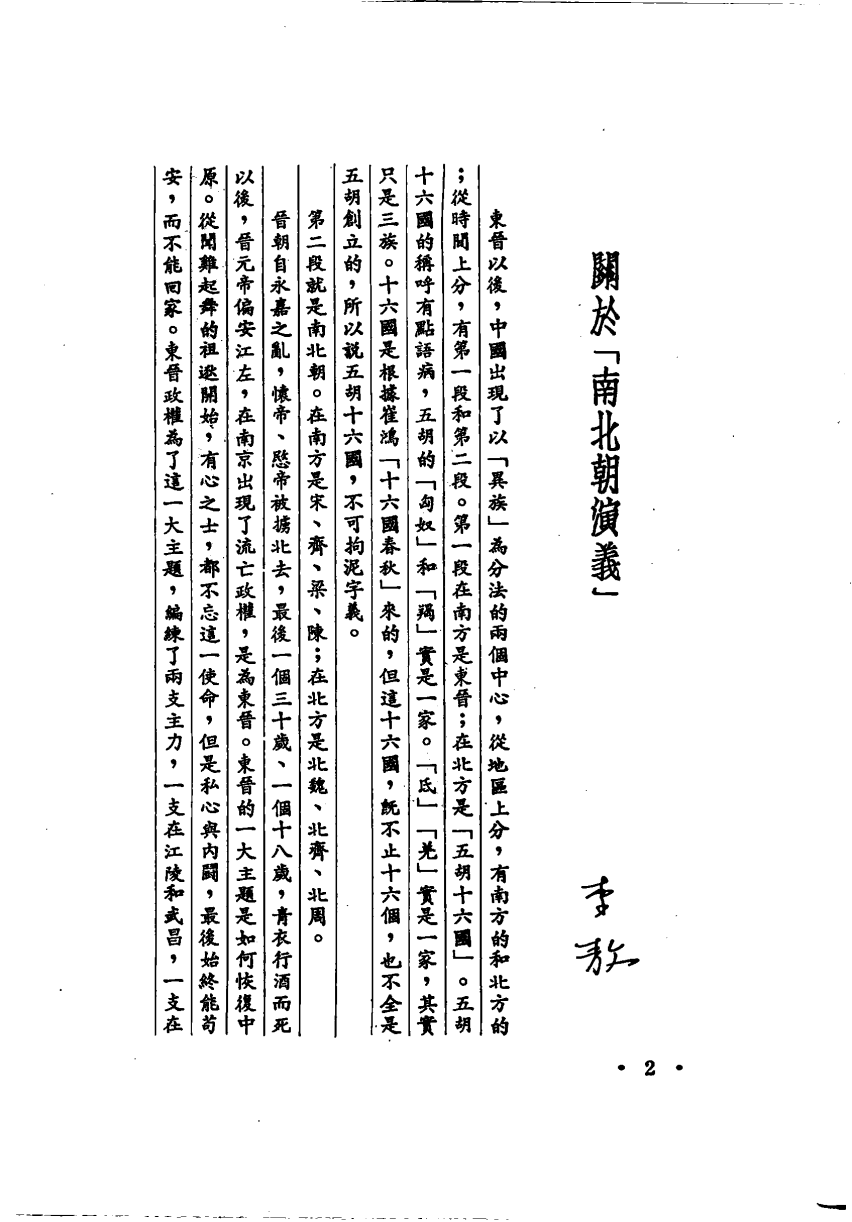 關於「南北朝演義」
李敖
東晉以後，中國出現了以「異族」為分法的兩個中心，從地區上分，有南方的和北方的
；從時間上分，有第一段和第二段。第一段在南方是東晉；在北方是「五胡十六國」。五胡
十六國的稱呼有點語病，五胡的「匈奴」和「羯」實是一家。「氐」「羌」實是一家，其實
只是三族。十六國是根據崔鴻「十六國春秋」來的，但這十六國，既不止十六個，也不全是
五胡創立的，所以說五胡十六國，不可拘泥字義。
第二段就是南北朝。在南方是宋、齊、梁、陳；在北方是北魏、北齊、北周。
晉朝自永嘉之亂，懷帝、愍帝被擄北去，最後一個三十歲、一個十八歲，青衣行酒而死
以後，晉元帝偏安江左，在南京出現了流亡政權，是為東晉。東晉的一大主題是如何恢復中
原。從聞雞起舞的祖逖開始，有心之士，都不忘這一使命，但是私心與內鬪，最後始終能苟
安，而不能回家。東晉政權為了這一大主題，編練了兩支主力，一支在江陵和武昌，一支在
• 2 •